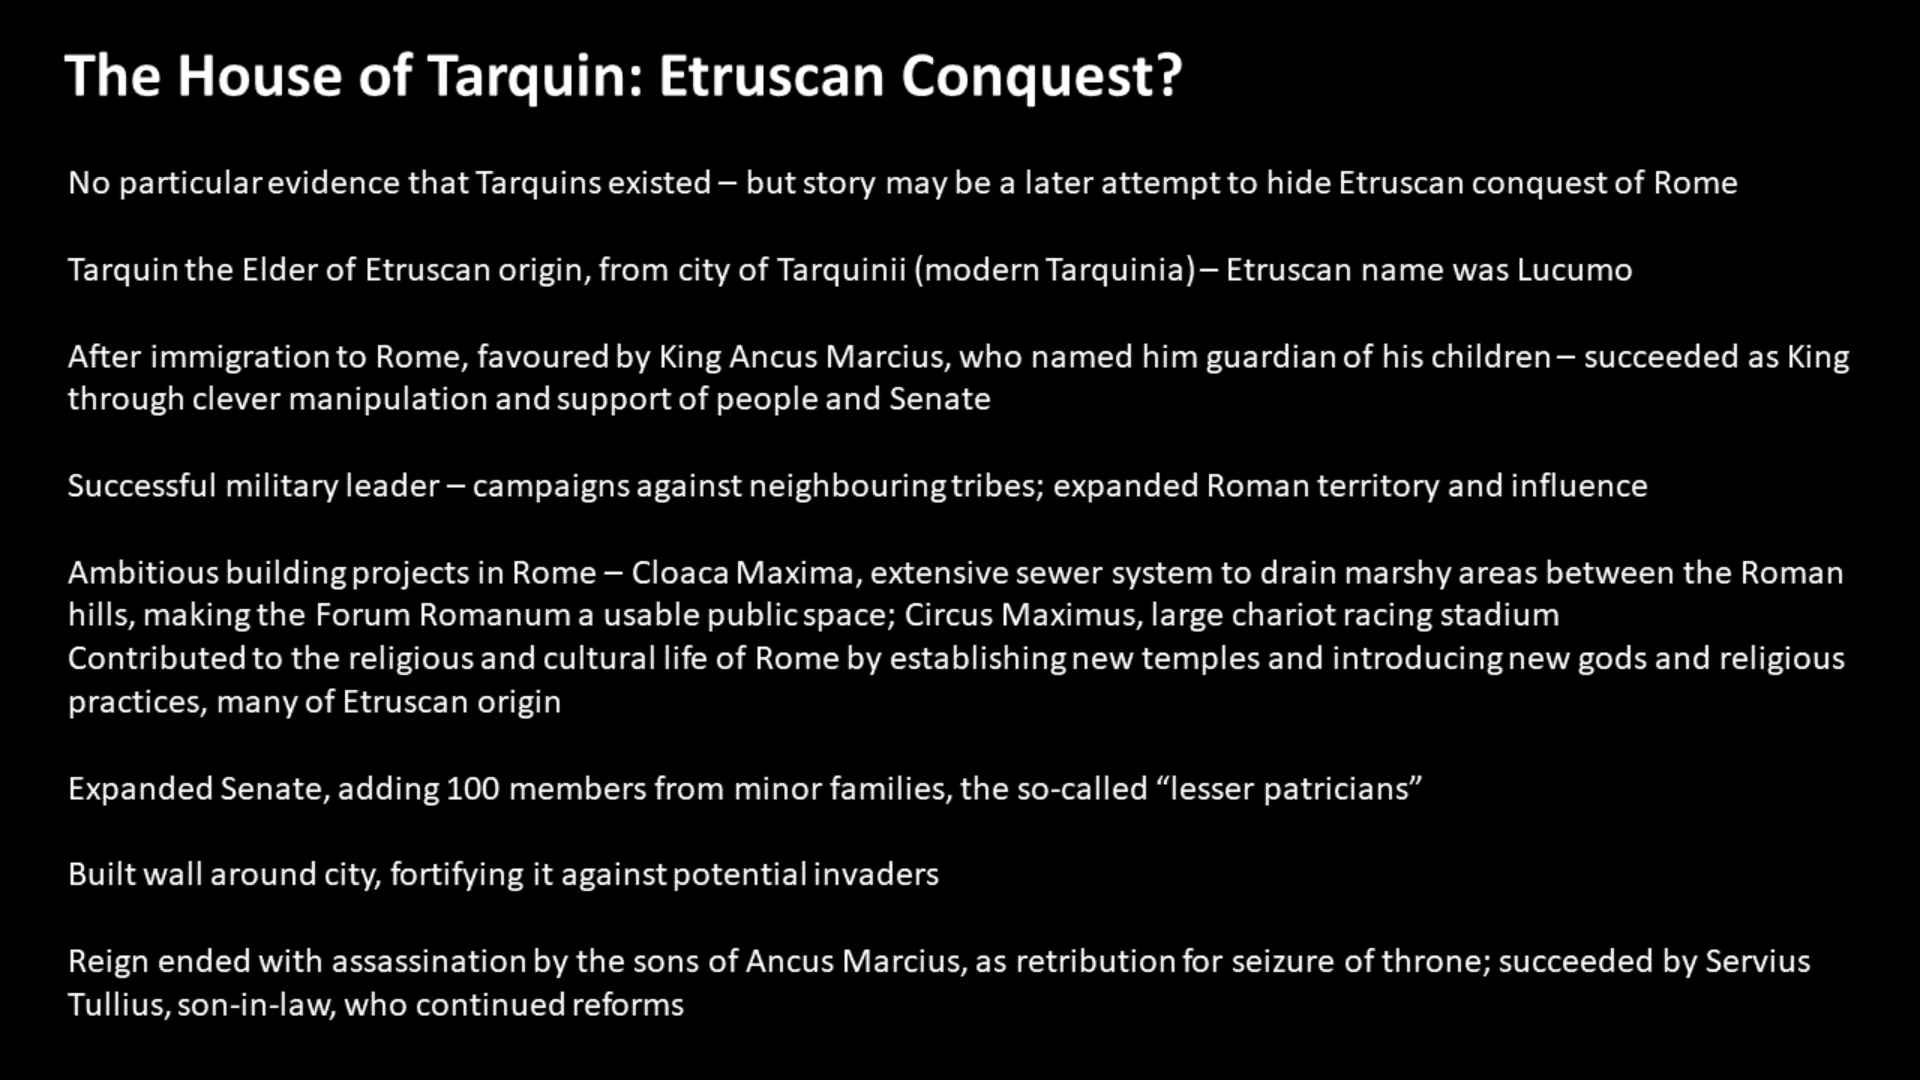 The House of Tarquin: Etruscan Conquest?
No particular evidence that Tarquins existed – but story may be a later attempt to hide Etruscan conquest of Rome
Tarquin the Elder of Etruscan origin, from city of Tarquinii (modern Tarquinia) – Etruscan name was Lucumo
After immigration to Rome, favoured by King Ancus Marcius, who named him guardian of his children – succeeded as King
through clever manipulation and support of people and Senate
Successful military leader – campaigns against neighbouring tribes; expanded Roman territory and influence
Ambitious building projects in Rome – Cloaca Maxima, extensive sewer system to drain marshy areas between the Roman
hills, making the Forum Romanum a usable public space; Circus Maximus, large chariot racing stadium
Contributed to the religious and cultural life of Rome by establishing new temples and introducing new gods and religious
practices, many of Etruscan origin
Expanded Senate, adding 100 members from minor families, the so-called “lesser patricians”
Built wall around city, fortifying it against potential invaders
Reign ended with assassination by the sons of Ancus Marcius, as retribution for seizure of throne; succeeded by Servius
Tullius, son-in-law, who continued reforms